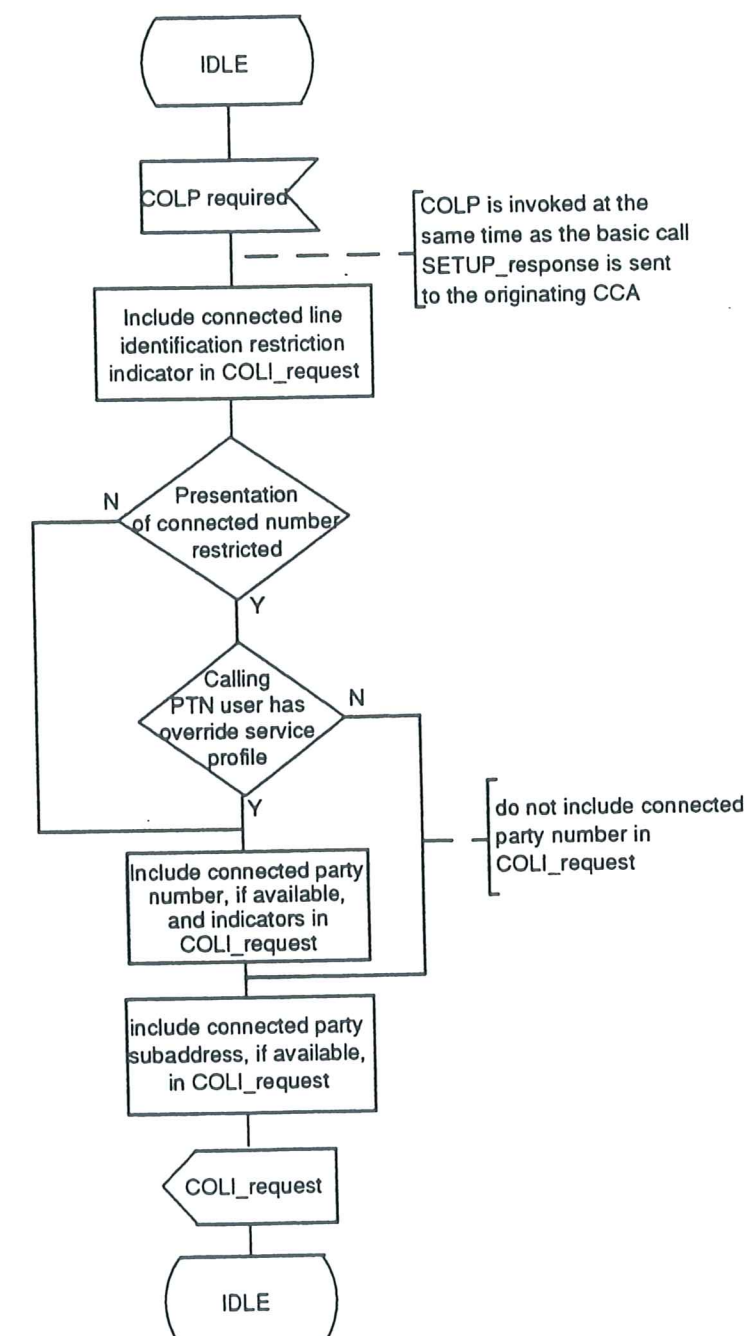 IDLE
COLP required
COLP is invoked at the
same time as the basic call
SETUP_response is sent
to the originating CCA
Include connected line
identification restriction
indicator in COLI_request
N
Presentation
of connected number
restricted
Y
Calling
PTN user has
override service
profile
N
Y
do not include connected
party number in
COLI_request
Include connected party
number, if available,
and indicators in
COLI_request
include connected party
subaddress, if available,
in COLI_request
COLI_request
IDLE